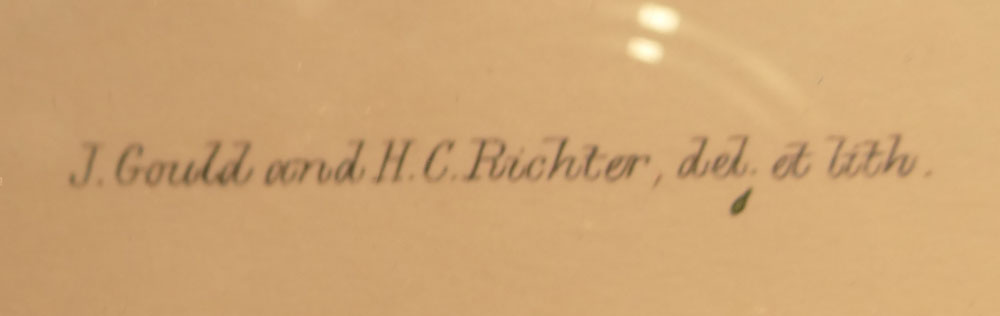 J. Gould and H. C. Richter, del. et lith.